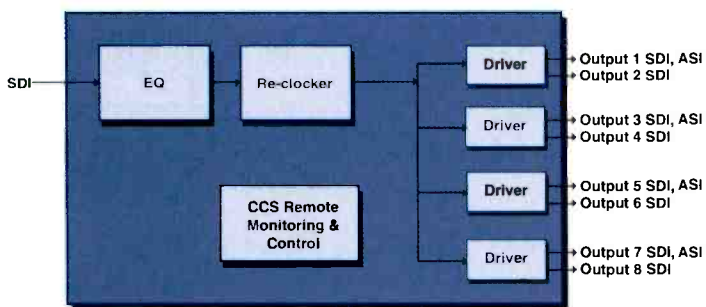 SDI
EQ
Re-clocker
Driver
Output 1 SDI, ASI
Output 2 SDI
Driver
Output 3 SDI, ASI
Output 4 SDI
Driver
Output 5 SDI, ASI
Output 6 SDI
CCS Remote
Monitoring &
Control
Driver
Output 7 SDI, ASI
Output 8 SDI